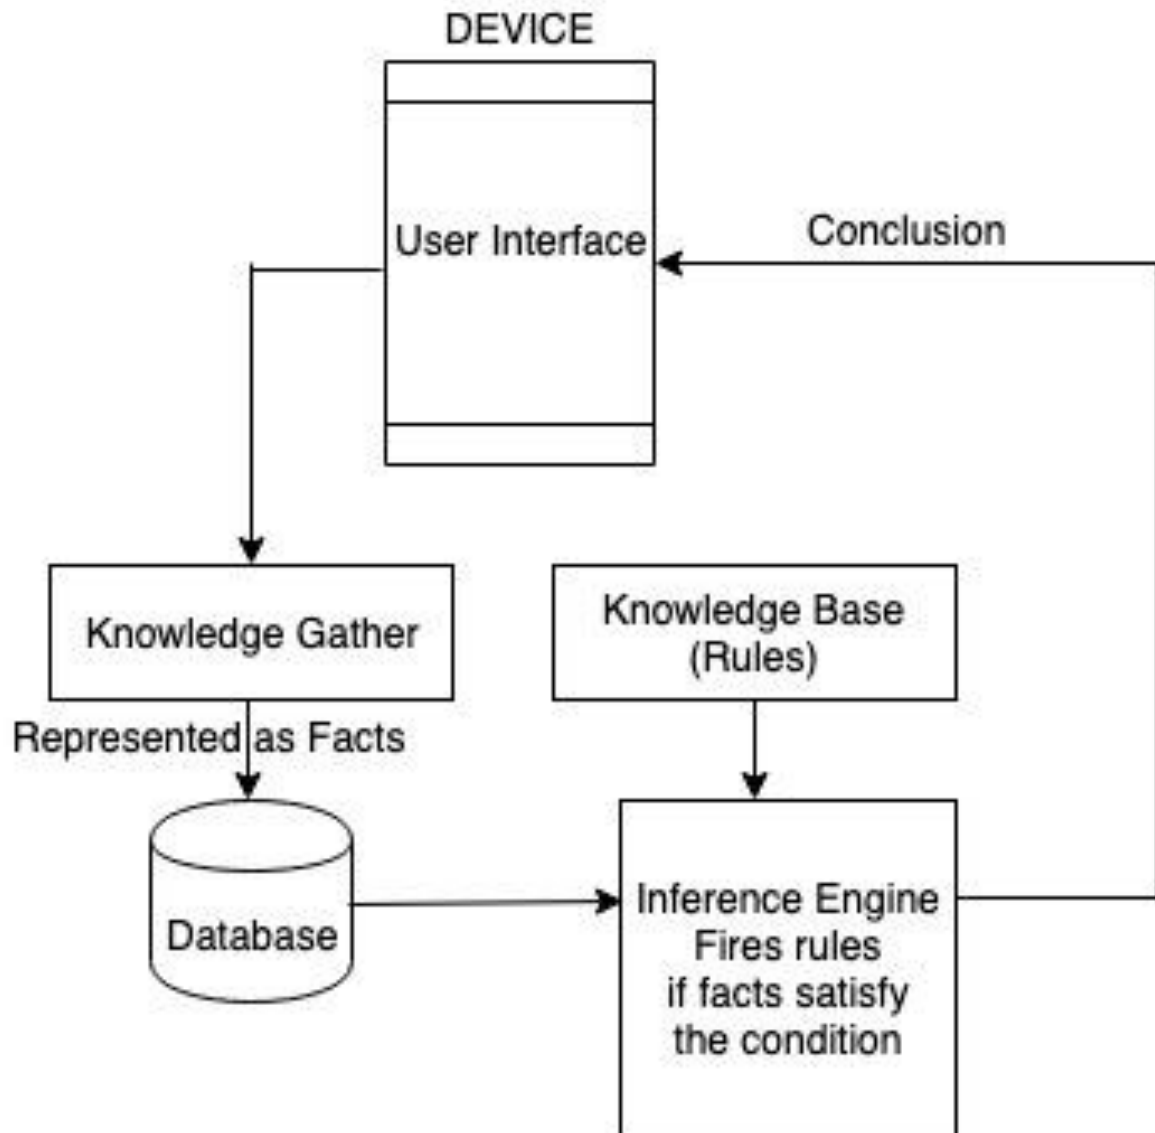 DEVICE
User Interface
Conclusion
Knowledge Gather
Knowledge Base
(Rules)
Represented as Facts
Database
Inference Engine
Fires rules
if facts satisfy
the condition